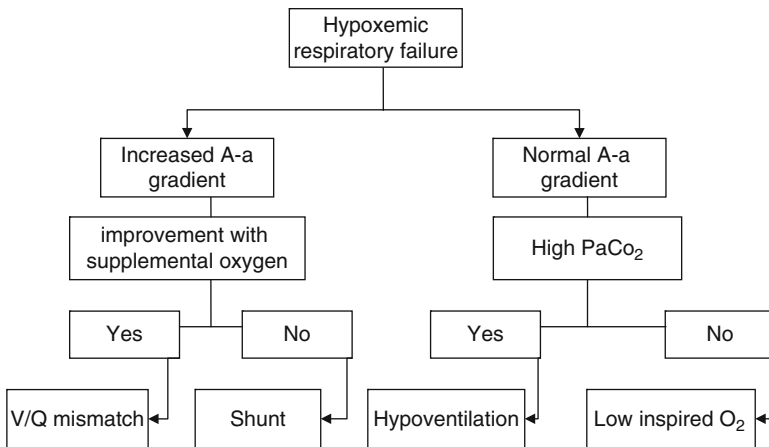 Hypoxemic
respiratory failure
Increased A-a
gradient
Normal A-a
gradient
improvement with
supplemental oxygen
High PaCo₂
Yes
No
Yes
No
V/Q mismatch
Shunt
Hypoventilation
Low inspired O₂